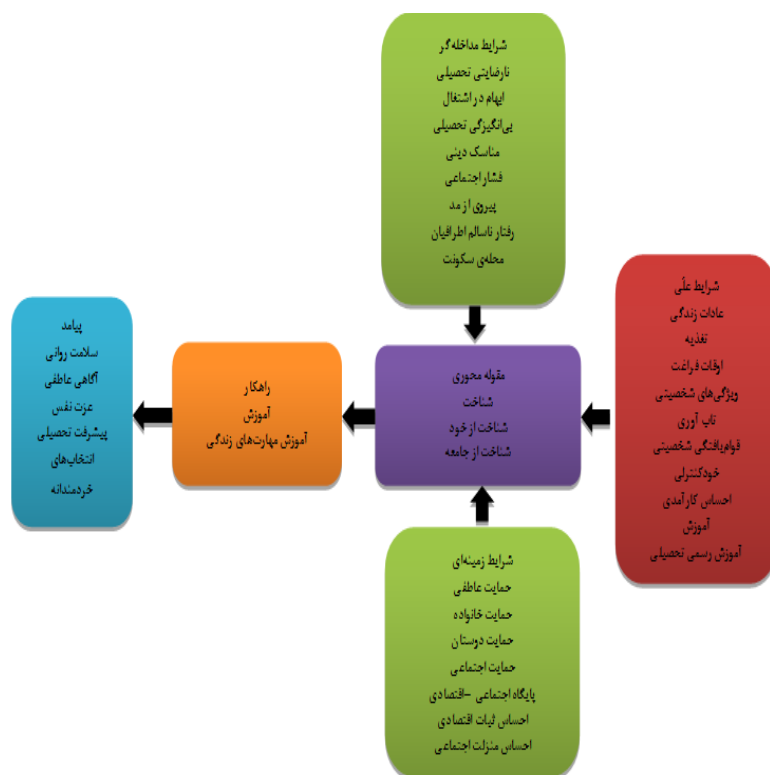 شرایط مداخله‌گر
نارضایتی تحصیلی
ابهام در اشتغال
بی‌انگیزگی تحصیلی
مناسک دینی
فشار اجتماعی
پیروی از مد
رفتار ناسالم اطرافیان
محله‌ی سکونت
شرایط علّی
عادات زندگی
تغذیه
اوقات فراغت
ویژگی‌های شخصیتی
تاب آوری
قوام‌یافتگی شخصیتی
خودکنترلی
احساس کارآمدی
آموزش
آموزش رسمی تحصیلی
مقوله محوری
شناخت
شناخت از خود
شناخت از جامعه
راهکار
آموزش
آموزش مهارت‌های زندگی
پیامد
سلامت روانی
آگاهی عاطفی
عزت نفس
پیشرفت تحصیلی
انتخاب‌های
خردمندانه
شرایط زمینه‌ای
حمایت عاطفی
حمایت خانواده
حمایت دوستان
حمایت اجتماعی
پایگاه اجتماعی –اقتصادی
احساس ثبات اقتصادی
احساس منزلت اجتماعی